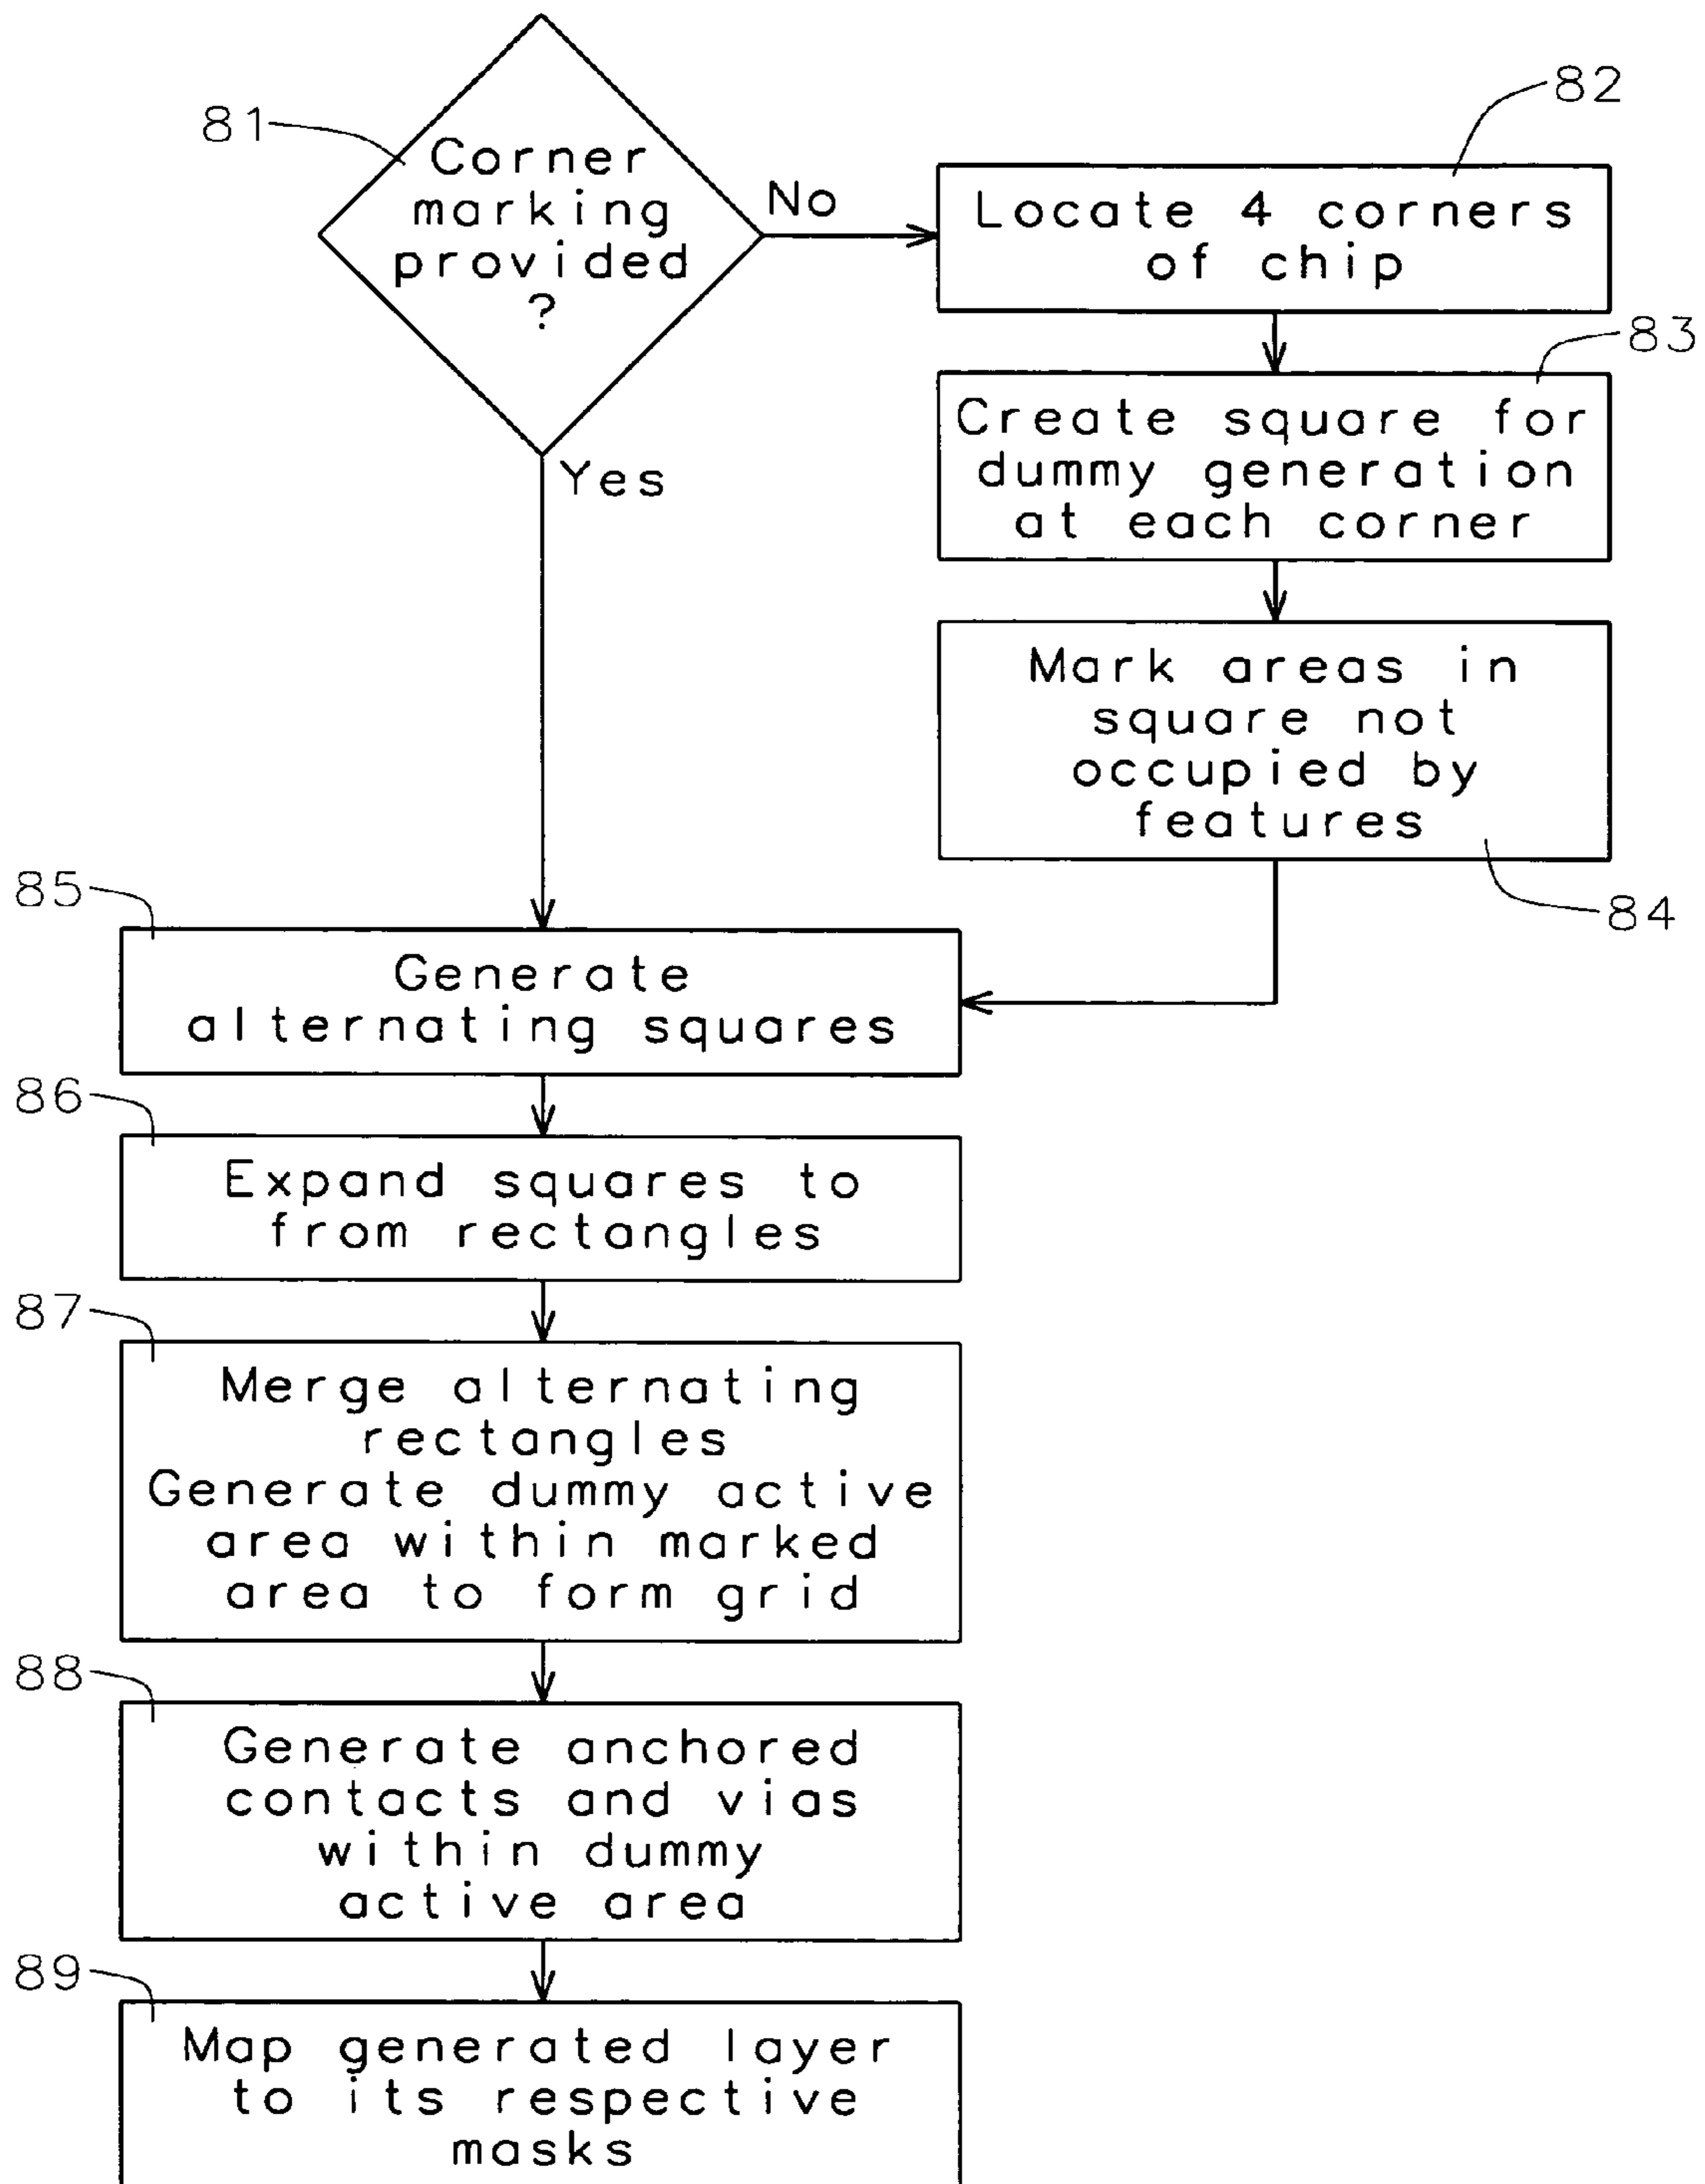 81
Corner
marking
provided
?
No
Yes
82
Locate 4 corners
of chip
83
Create square for
dummy generation
at each corner
Mark areas in
square not
occupied by
features
84
85
Generate
alternating squares
86
Expand squares to
from rectangles
87
Merge alternating
rectangles
Generate dummy active
area within marked
area to form grid
88
Generate anchored
contacts and vias
within dummy
active area
89
Map generated layer
to its respective
masks